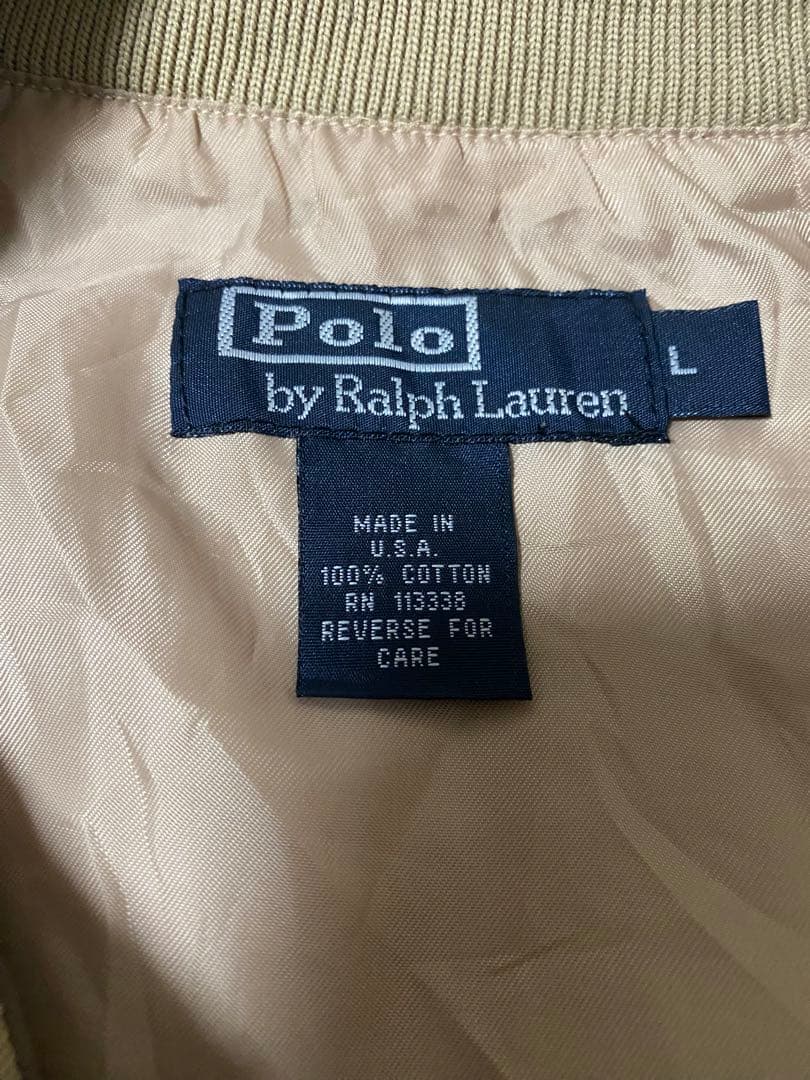 Polo
by Ralph Lauren
L
MADE IN
U.S.A.
100% COTTON
RN 113338
REVERSE FOR
CARE